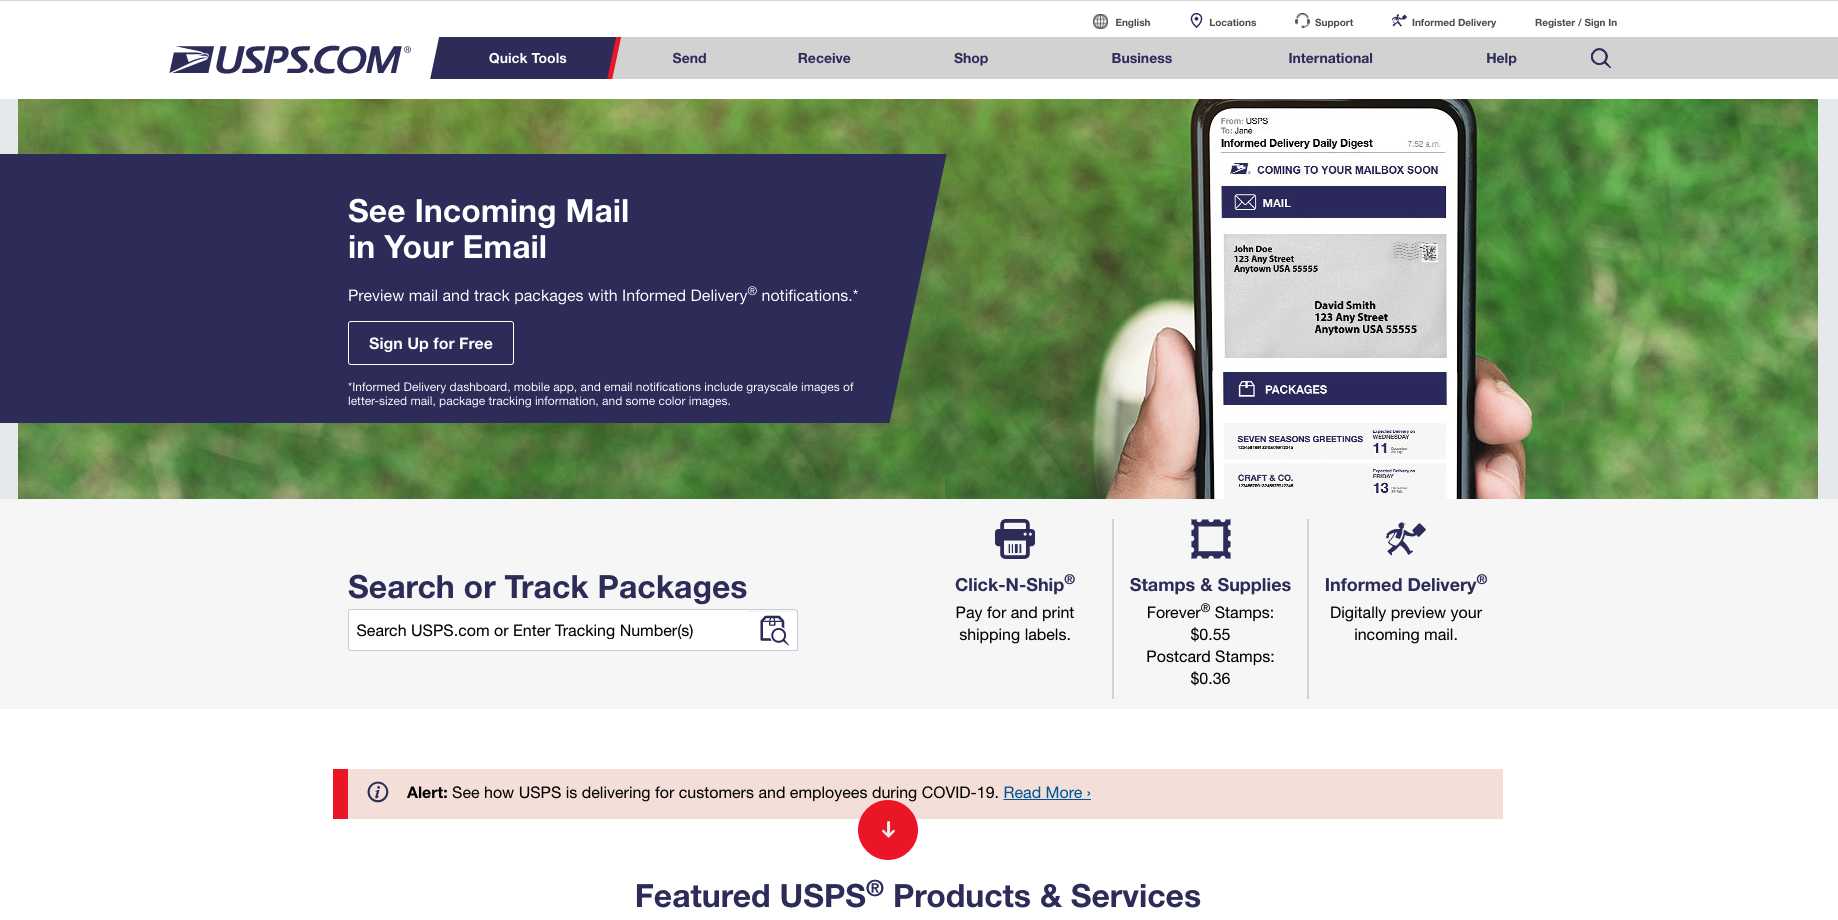 English
Locations
Support
Informed Delivery
Register / Sign In
USPS.COM®
Quick Tools
Send
Receive
Shop
Business
International
Help
See Incoming Mail
in Your Email
Preview mail and track packages with Informed Delivery® notifications.*
Sign Up for Free
*Informed Delivery dashboard, mobile app, and email notifications include grayscale images of
letter-sized mail, package tracking information, and some color images.
From: USPS
To: Jane
Informed Delivery Daily Digest 7:52 a.m.
COMING TO YOUR MAILBOX SOON
MAIL
John Doe
123 Any Street
Anytown USA 55555
David Smith
123 Any Street
Anytown USA 55555
PACKAGES
SEVEN SEASONS GREETINGS
Expected Delivery on
WEDNESDAY
11
CRAFT & CO.
Expected Delivery on
FRIDAY
13
Search or Track Packages
Search USPS.com or Enter Tracking Number(s)
Click-N-Ship®
Pay for and print
shipping labels.
Stamps & Supplies
Forever® Stamps:
$0.55
Postcard Stamps:
$0.36
Informed Delivery®
Digitally preview your
incoming mail.
Alert: See how USPS is delivering for customers and employees during COVID-19. Read More ›
Featured USPS® Products & Services